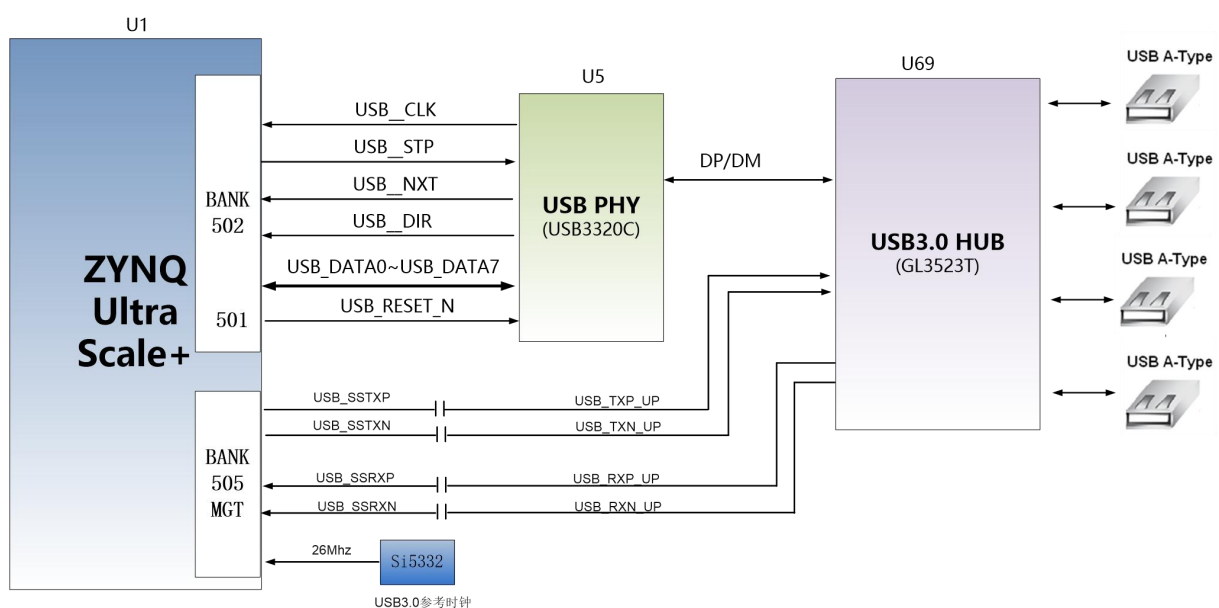 U1
U5
U69
USB A-Type
USB__CLK
USB__STP
DP/DM
USB A-Type
USB__NXT
BANK
502
USB PHY
(USB3320C)
USB__DIR
USB3.0 HUB
(GL3523T)
ZYNQ
Ultra
Scale+
USB_DATA0~USB_DATA7
USB A-Type
501
USB_RESET_N
USB A-Type
USB_SSTXP
USB_TXP_UP
USB_SSTXN
USB_TXN_UP
BANK
505
MGT
USB_SSRXP
USB_RXP_UP
USB_SSRXN
USB_RXN_UP
26Mhz
Si5332
USB3.0参考时钟